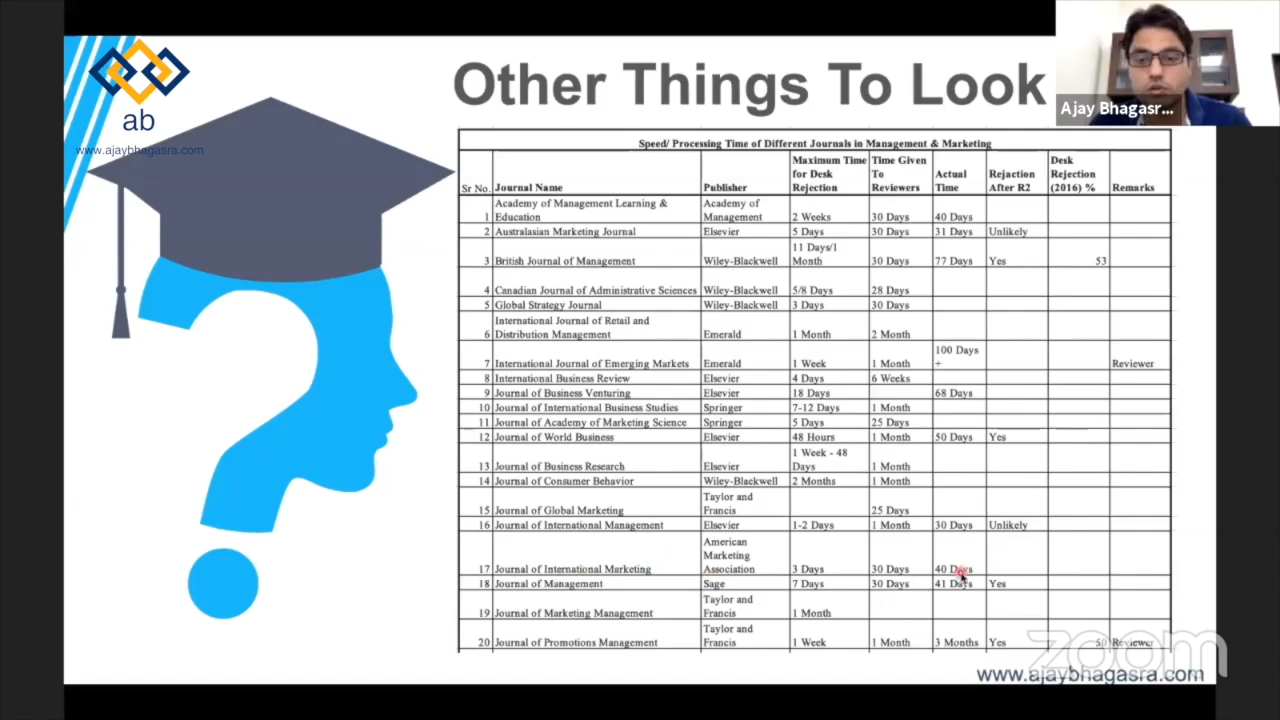 Other Things To Look
ab
www.ajaybhagasra.com
Ajay Bhagasr...
Speed/ Processing Time of Different Journals in Management & Marketing
Sr No. Journal Name Publisher Maximum Time for Desk Rejection Time Given To Reviewers Actual Time Rejaction After R2 Desk Rejection (2016) % Remarks
1 Academy of Management Learning & Education Academy of Management 2 Weeks 30 Days 40 Days
2 Australasian Marketing Journal Elsevier 5 Days 30 Days 31 Days Unlikely
3 British Journal of Management Wiley-Blackwell 11 Days/1 Month 30 Days 77 Days Yes 53
4 Canadian Journal of Administrative Sciences Wiley-Blackwell 5/8 Days 28 Days
5 Global Strategy Journal Wiley-Blackwell 3 Days 30 Days
6 International Journal of Retail and Distribution Management Emerald 1 Month 2 Month
7 International Journal of Emerging Markets Emerald 1 Week 1 Month 100 Days + Reviewer
8 International Business Review Elsevier 4 Days 6 Weeks
9 Journal of Business Venturing Elsevier 18 Days 68 Days
10 Journal of International Business Studies Springer 7-12 Days 1 Month
11 Journal of Academy of Marketing Science Springer 5 Days 25 Days
12 Journal of World Business Elsevier 48 Hours 1 Month 50 Days Yes
13 Journal of Business Research Elsevier 1 Week - 48 Days 1 Month
14 Journal of Consumer Behavior Wiley-Blackwell 2 Months 1 Month
15 Journal of Global Marketing Taylor and Francis 25 Days
16 Journal of International Management Elsevier 1-2 Days 1 Month 30 Days Unlikely
17 Journal of International Marketing American Marketing Association 3 Days 30 Days 40 Days
18 Journal of Management Sage 7 Days 30 Days 41 Days Yes
19 Journal of Marketing Management Taylor and Francis 1 Month
20 Journal of Promotions Management Taylor and Francis 1 Week 1 Month 3 Months Yes 50 Reviewer
zoom
www.ajaybhagasra.com